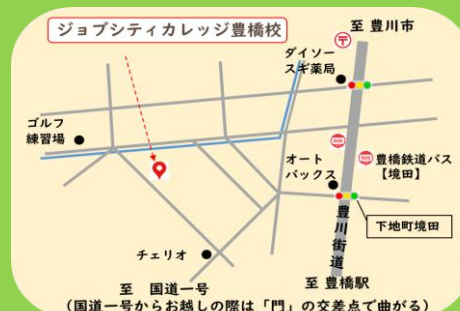 ジョブシティカレッジ豊橋校
至 豊川市
〒
ダイソー
スギ薬局
ゴルフ
練習場
オート
バックス
豊橋鉄道バス
【境田】
下地町境田
豊川街道
チェリオ
至 国道一号
至 豊橋駅
(国道一号からお越しの際は「門」の交差点で曲がる)